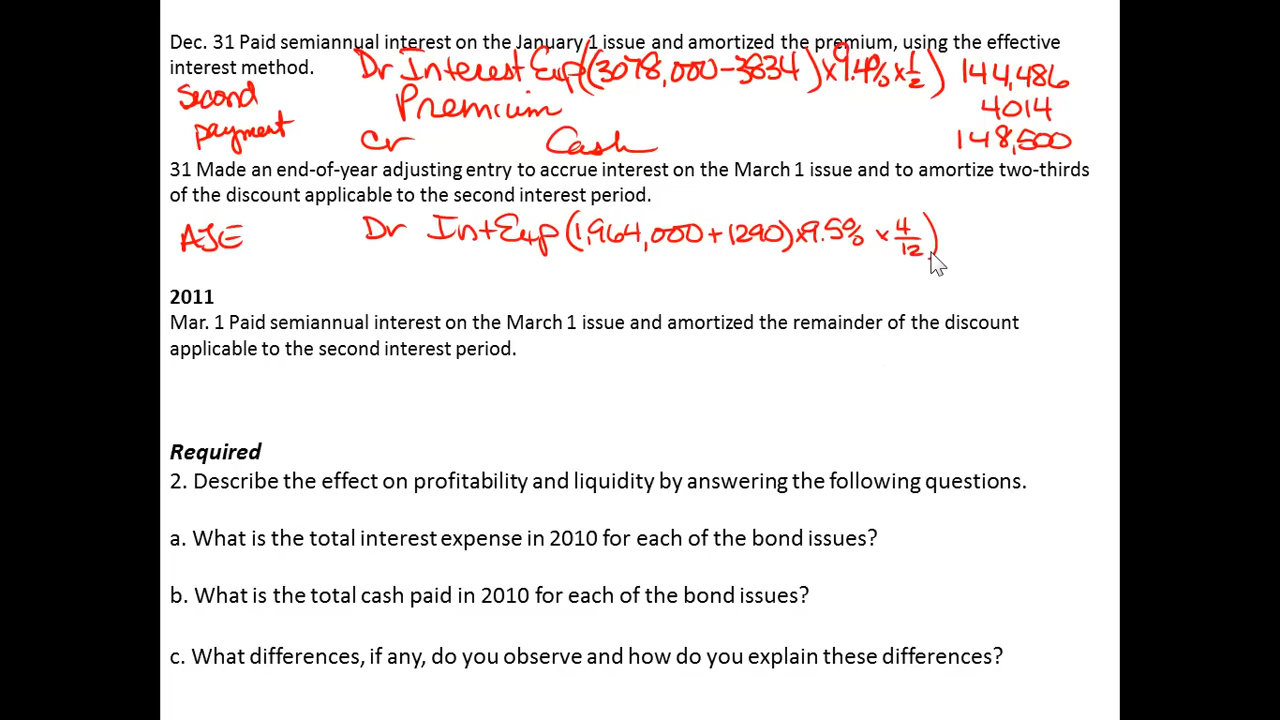 Dec. 31 Paid semiannual interest on the January 1 issue and amortized the premium, using the effective
interest method.
Dr Interest Exp (3078,000-3834)×9.4%×1/2) 144,486
Second
Premium 4014
payment
Cr Cash 148,500
31 Made an end-of-year adjusting entry to accrue interest on the March 1 issue and to amortize two-thirds
of the discount applicable to the second interest period.
AJE Dr Int Exp (1,964,000+1290)×9.5% × 4/12)
2011
Mar. 1 Paid semiannual interest on the March 1 issue and amortized the remainder of the discount
applicable to the second interest period.
Required
2. Describe the effect on profitability and liquidity by answering the following questions.
a. What is the total interest expense in 2010 for each of the bond issues?
b. What is the total cash paid in 2010 for each of the bond issues?
c. What differences, if any, do you observe and how do you explain these differences?